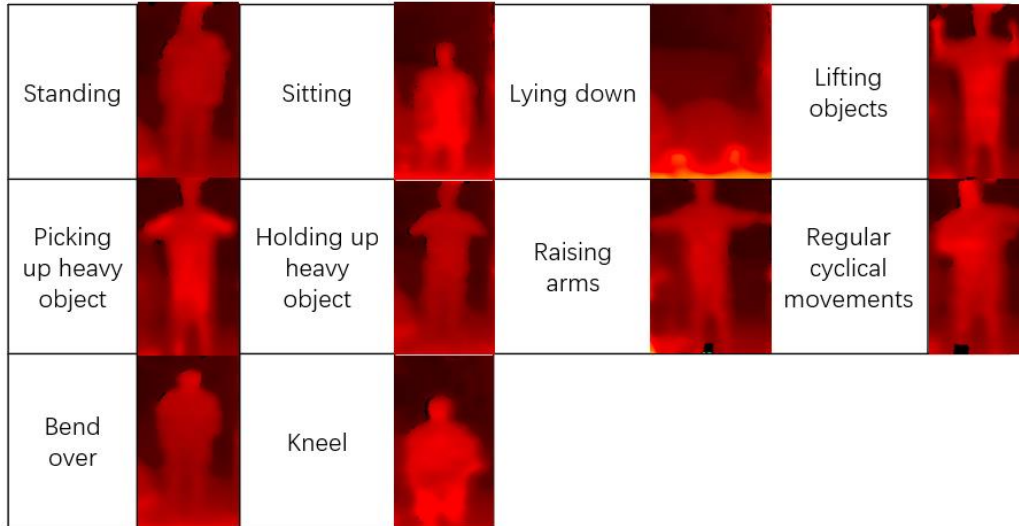 Standing
Sitting
Lying down
Lifting
objects
Picking
up heavy
object
Holding up
heavy
object
Raising
arms
Regular
cyclical
movements
Bend
over
Kneel